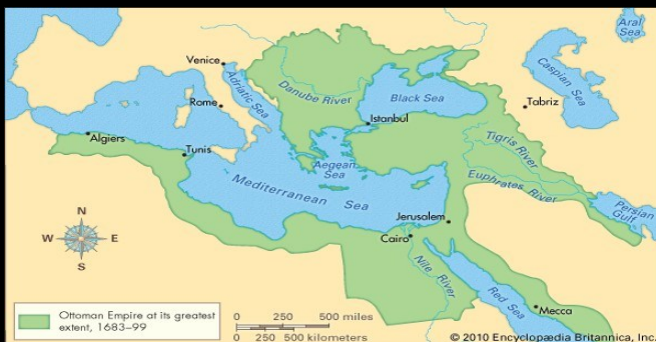 Aral
Sea
Caspian Sea
Venice
Adriatic Sea
Danube River
Black Sea
Rome
Istanbul
Tabriz
Algiers
Tunis
Aegean
Sea
Tigris River
Euphrates River
Mediterranean Sea
Persian
Gulf
Jerusalem
Cairo
Nile River
Red Sea
Mecca
N
W E
S
Ottoman Empire at its greatest
extent, 1683–99
0 250 500 miles
0 250 500 kilometers
© 2010 Encyclopædia Britannica, Inc.